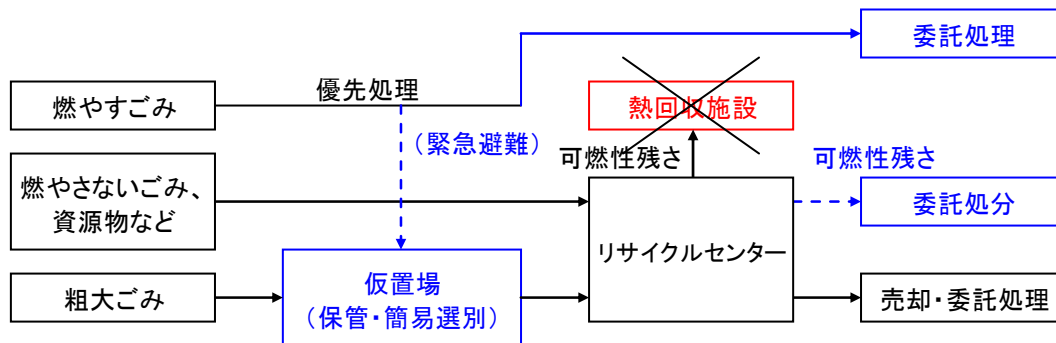 委託処理
優先処理
燃やすごみ
熱回収施設
（緊急避難）
可燃性残さ
可燃性残さ
燃やさないごみ、
資源物など
委託処分
リサイクルセンター
粗大ごみ
仮置場
（保管・簡易選別）
売却・委託処理